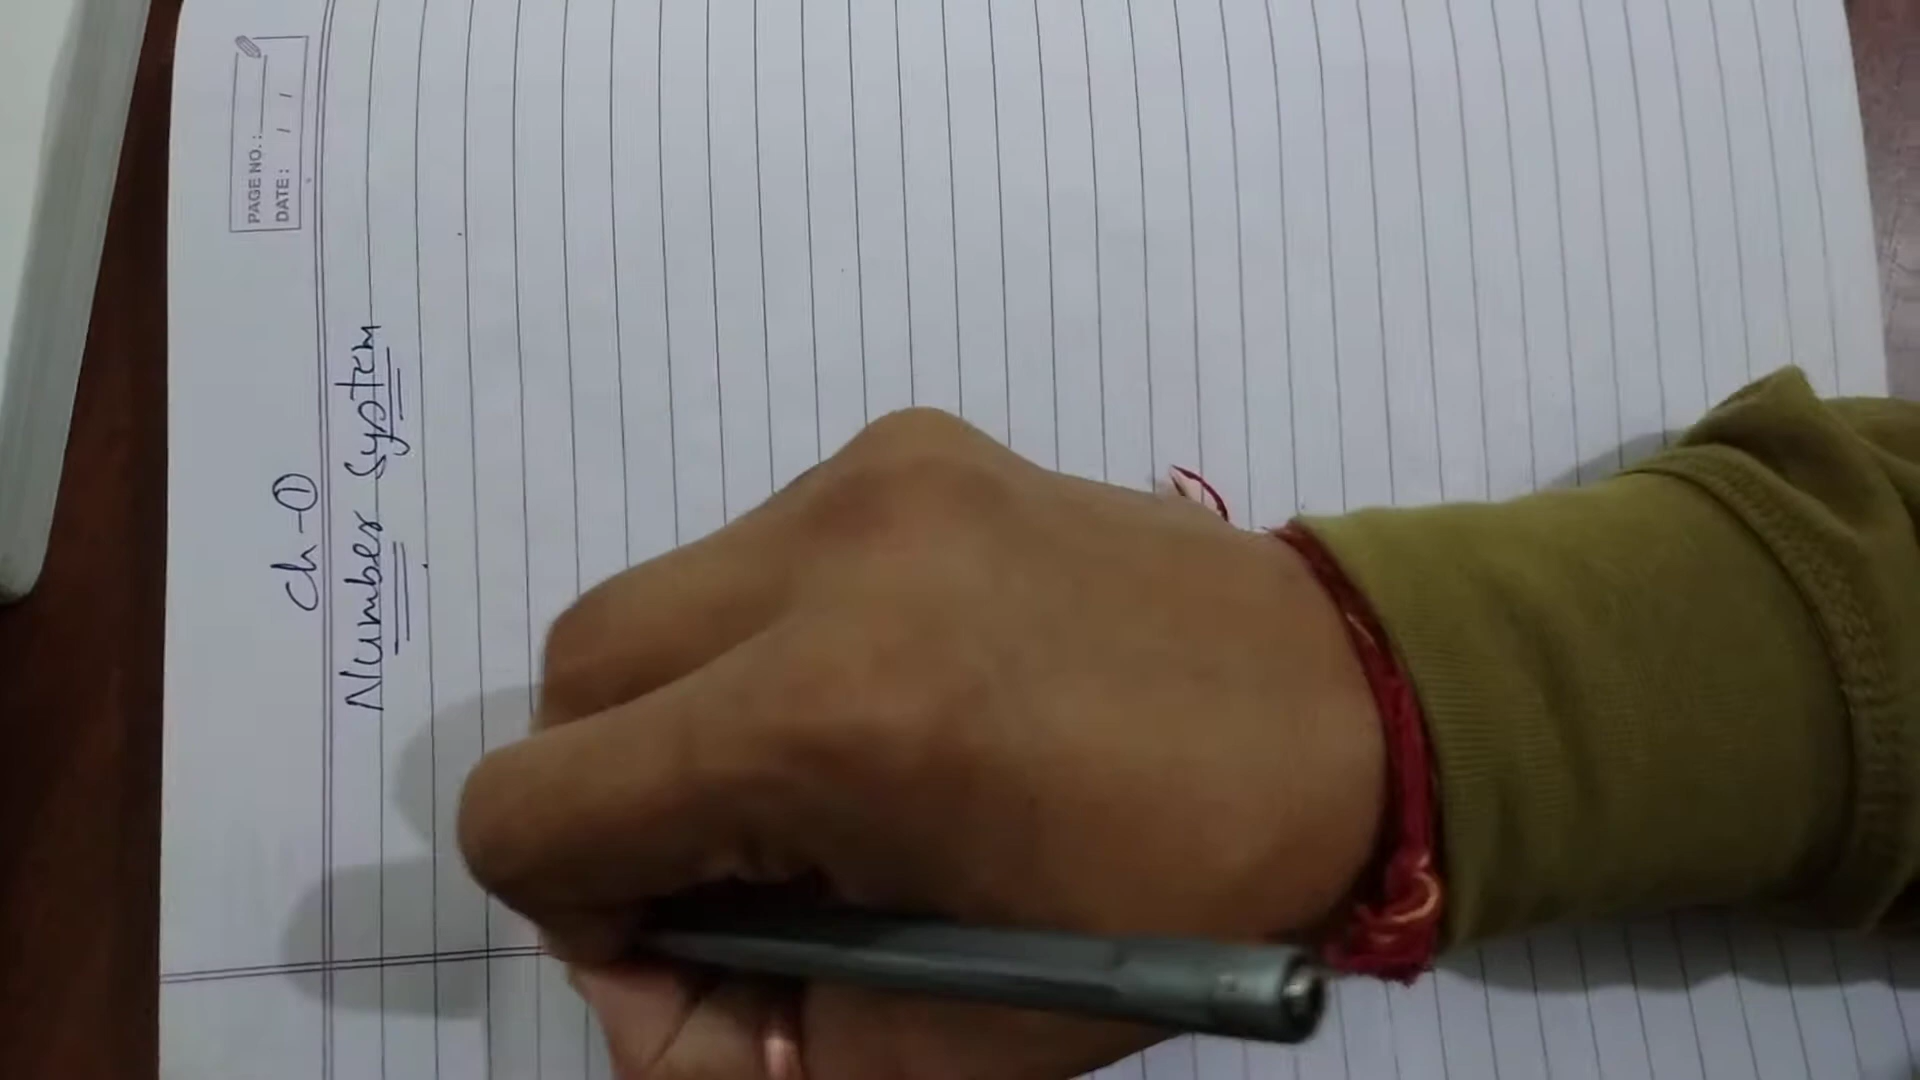 PAGE NO. :
DATE : / /
Ch-①
Number System